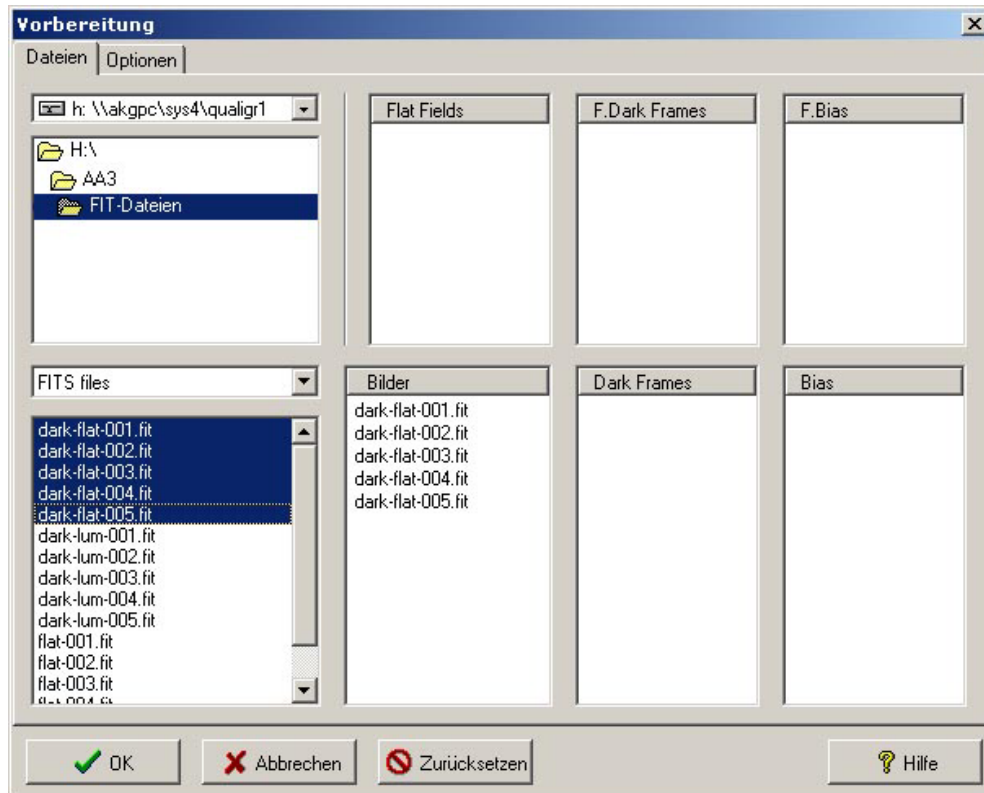 Vorbereitung
Dateien
Optionen
h: \\akgpc\sys4\qualigr1
H:\
AA3
FIT-Dateien
Flat Fields
F.Dark Frames
F.Bias
FITS files
dark-flat-001.fit
dark-flat-002.fit
dark-flat-003.fit
dark-flat-004.fit
dark-flat-005.fit
dark-lum-001.fit
dark-lum-002.fit
dark-lum-003.fit
dark-lum-004.fit
dark-lum-005.fit
flat-001.fit
flat-002.fit
flat-003.fit
flat-004.fit
Bilder
dark-flat-001.fit
dark-flat-002.fit
dark-flat-003.fit
dark-flat-004.fit
dark-flat-005.fit
Dark Frames
Bias
OK
Abbrechen
Zurücksetzen
Hilfe